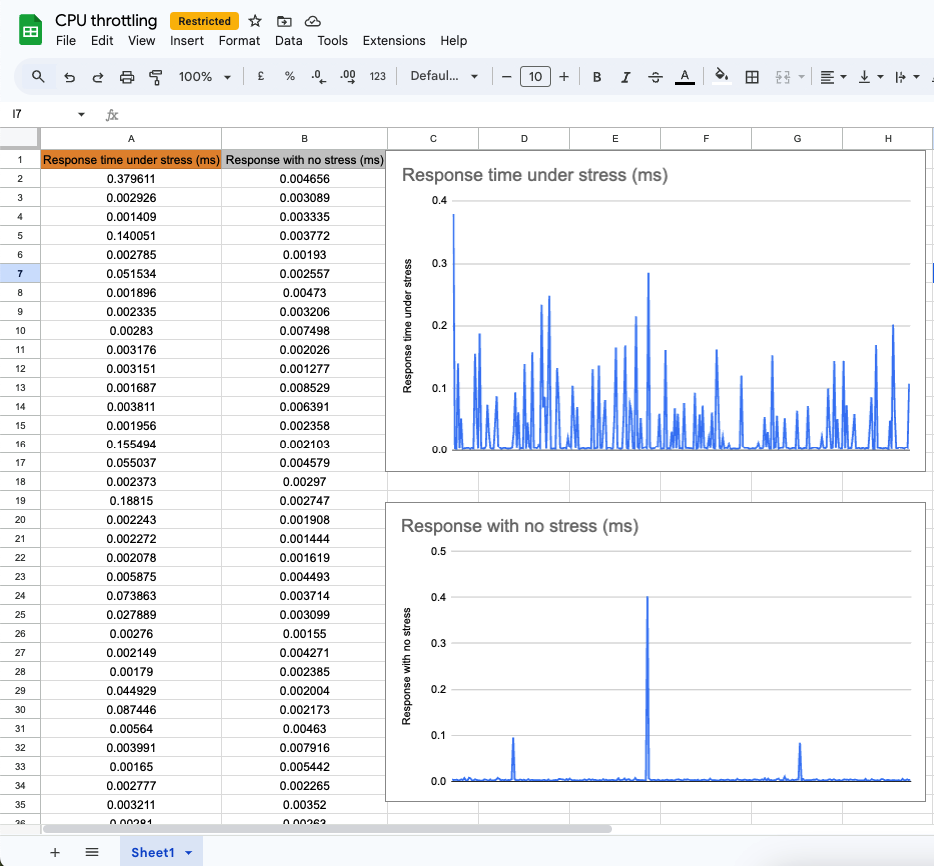 CPU throttling Restricted
File Edit View Insert Format Data Tools Extensions Help
100% £ % .0 .00 123 Defaul... − 10 + B I S A
I7 fx
A B C D E F G H
1 Response time under stress (ms) Response with no stress (ms)
2 0.379611 0.004656
3 0.002926 0.003089
4 0.001409 0.003335
5 0.140051 0.003772
6 0.002785 0.00193
7 0.051534 0.002557
8 0.001896 0.00473
9 0.002335 0.003206
10 0.00283 0.007498
11 0.003176 0.002026
12 0.003151 0.001277
13 0.001687 0.008529
14 0.003811 0.006391
15 0.001956 0.002358
16 0.155494 0.002103
17 0.055037 0.004579
18 0.002373 0.00297
19 0.18815 0.002747
20 0.002243 0.001908
21 0.002272 0.001444
22 0.002078 0.001619
23 0.005875 0.004493
24 0.073863 0.003714
25 0.027889 0.003099
26 0.00276 0.00155
27 0.002149 0.004271
28 0.00179 0.002385
29 0.044929 0.002004
30 0.087446 0.002173
31 0.00564 0.00463
32 0.003991 0.007916
33 0.00165 0.005442
34 0.002777 0.002265
35 0.003211 0.00352
36 0.00281 0.00263
Response time under stress (ms)
Response time under stress
0.4
0.3
0.2
0.1
0.0
Response with no stress (ms)
Response with no stress
0.5
0.4
0.3
0.2
0.1
0.0
+ Sheet1